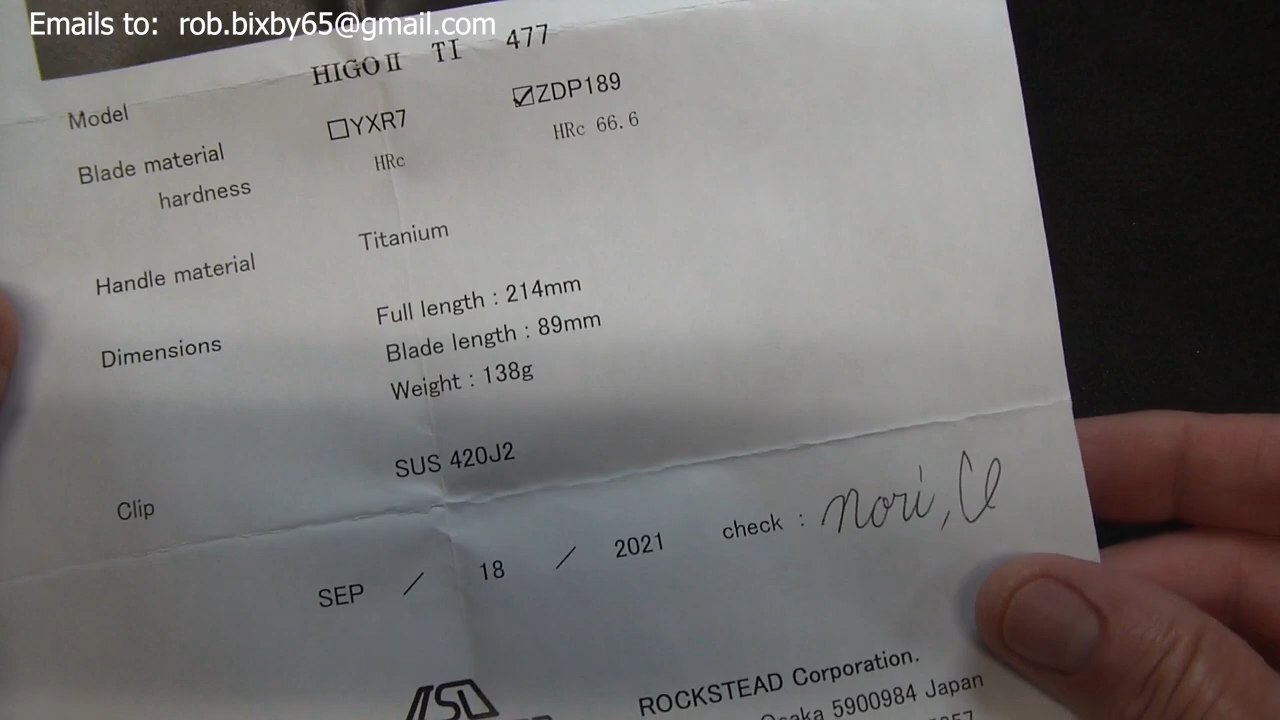 Emails to: rob.bixby65@gmail.com
Model HIGOⅡ TI 477
Blade material □YXR7 ☑ZDP189
hardness HRc HRc 66.6
Handle material Titanium
Dimensions Full length : 214mm
Blade length : 89mm
Weight : 138g
Clip SUS 420J2
SEP / 18 / 2021 check : nori,
ROCKSTEAD Corporation.
5900984 Japan